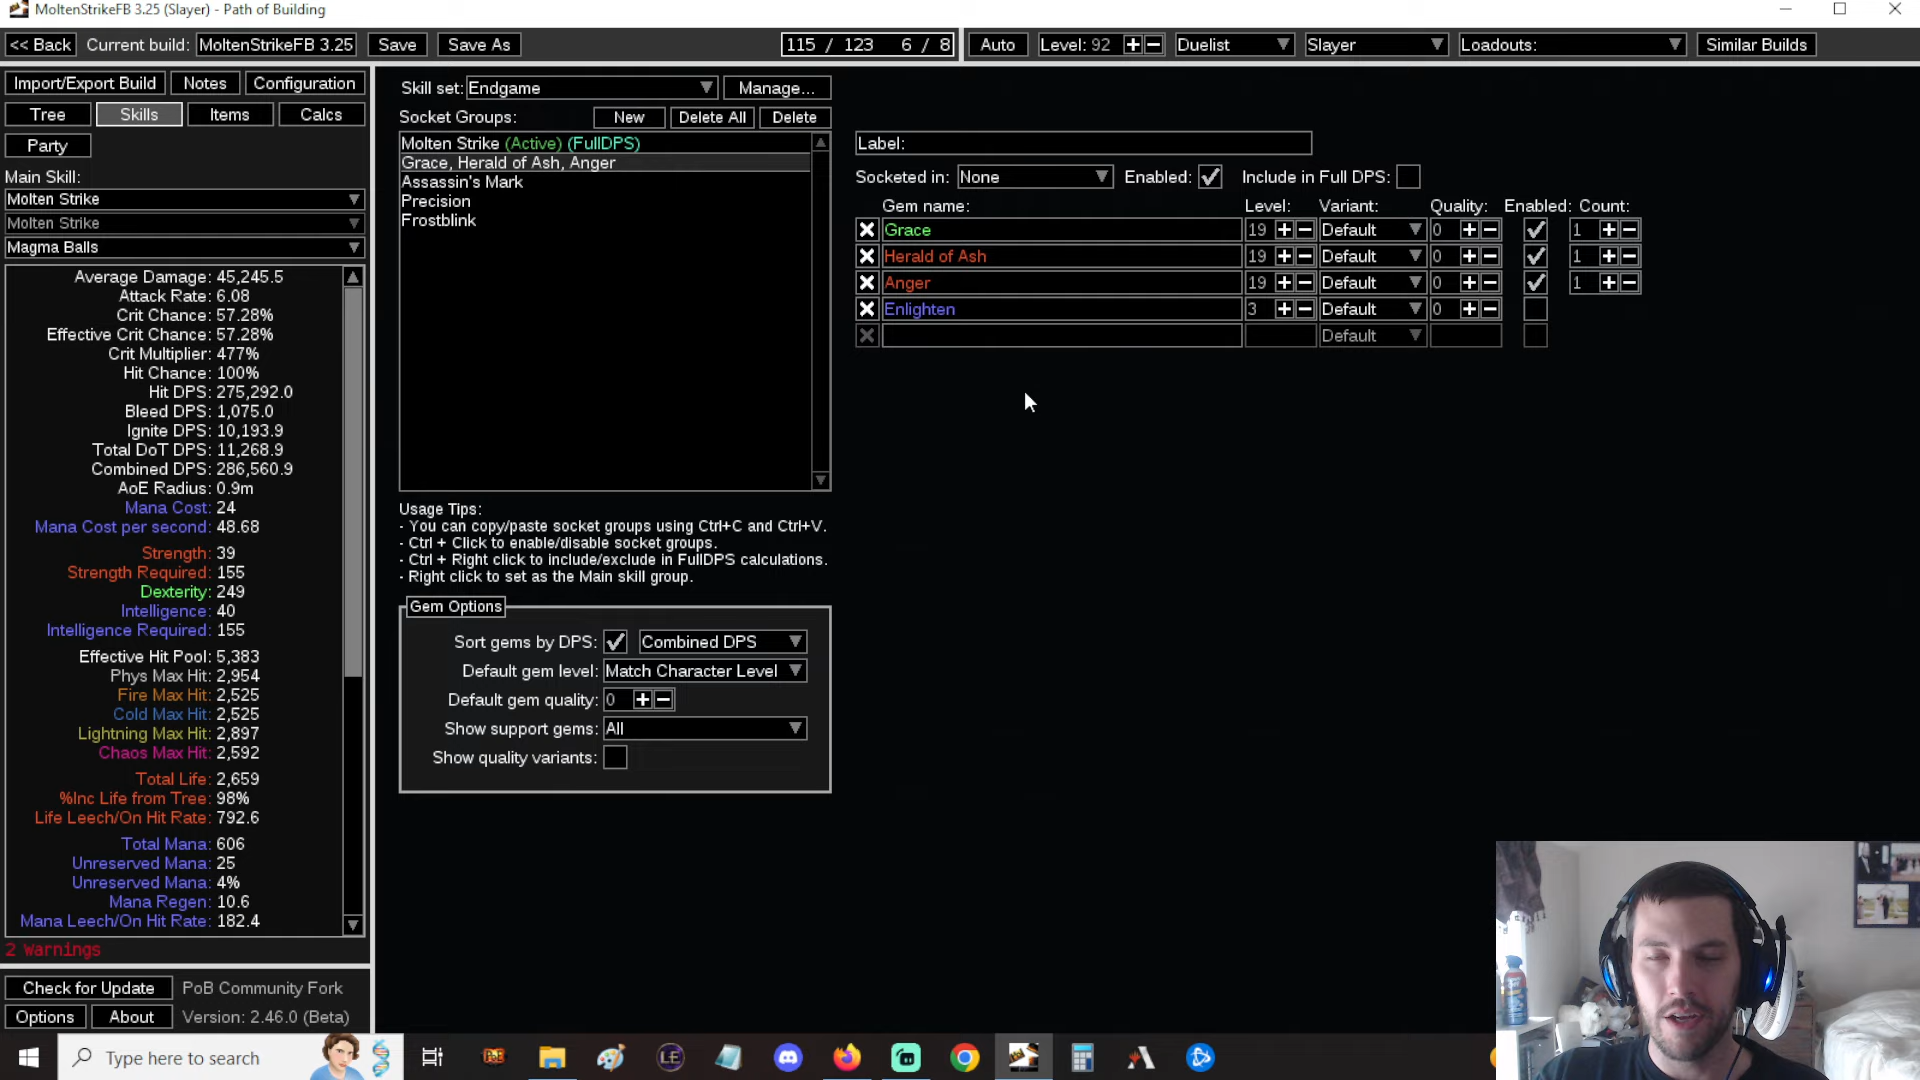 MoltenStrikeFB 3.25 (Slayer) - Path of Building
<< Back Current build: MoltenStrikeFB 3.25 Save Save As 115 / 123 6 / 8 Auto Level: 92 Duelist Slayer Loadouts: Similar Builds
Import/Export Build Notes Configuration
Tree Skills Items Calcs
Party
Main Skill:
Molten Strike
Molten Strike
Magma Balls
Average Damage: 45,245.5
Attack Rate: 6.08
Crit Chance: 57.28%
Effective Crit Chance: 57.28%
Crit Multiplier: 477%
Hit Chance: 100%
Hit DPS: 275,292.0
Bleed DPS: 1,075.0
Ignite DPS: 10,193.9
Total DoT DPS: 11,268.9
Combined DPS: 286,560.9
AoE Radius: 0.9m
Mana Cost: 24
Mana Cost per second: 48.68
Strength: 39
Strength Required: 155
Dexterity: 249
Intelligence: 40
Intelligence Required: 155
Effective Hit Pool: 5,383
Phys Max Hit: 2,954
Fire Max Hit: 2,525
Cold Max Hit: 2,525
Lightning Max Hit: 2,897
Chaos Max Hit: 2,592
Total Life: 2,659
%Inc Life from Tree: 98%
Life Leech/On Hit Rate: 792.6
Total Mana: 606
Unreserved Mana: 25
Unreserved Mana: 4%
Mana Regen: 10.6
Mana Leech/On Hit Rate: 182.4
2 Warnings
Check for Update PoB Community Fork
Options About Version: 2.46.0 (Beta)
Skill set: Endgame Manage...
Socket Groups: New Delete All Delete
Molten Strike (Active) (FullDPS)
Grace, Herald of Ash, Anger
Assassin's Mark
Precision
Frostblink
Usage Tips:
- You can copy/paste socket groups using Ctrl+C and Ctrl+V.
- Ctrl + Click to enable/disable socket groups.
- Ctrl + Right click to include/exclude in FullDPS calculations.
- Right click to set as the Main skill group.
Gem Options
Sort gems by DPS: Combined DPS
Default gem level: Match Character Level
Default gem quality: 0
Show support gems: All
Show quality variants:
Label:
Socketed in: None Enabled: Include in Full DPS:
Gem name: Level: Variant: Quality: Enabled: Count:
Grace 19 Default 0 1
Herald of Ash 19 Default 0 1
Anger 19 Default 0 1
Enlighten 3 Default 0
Default
Type here to search